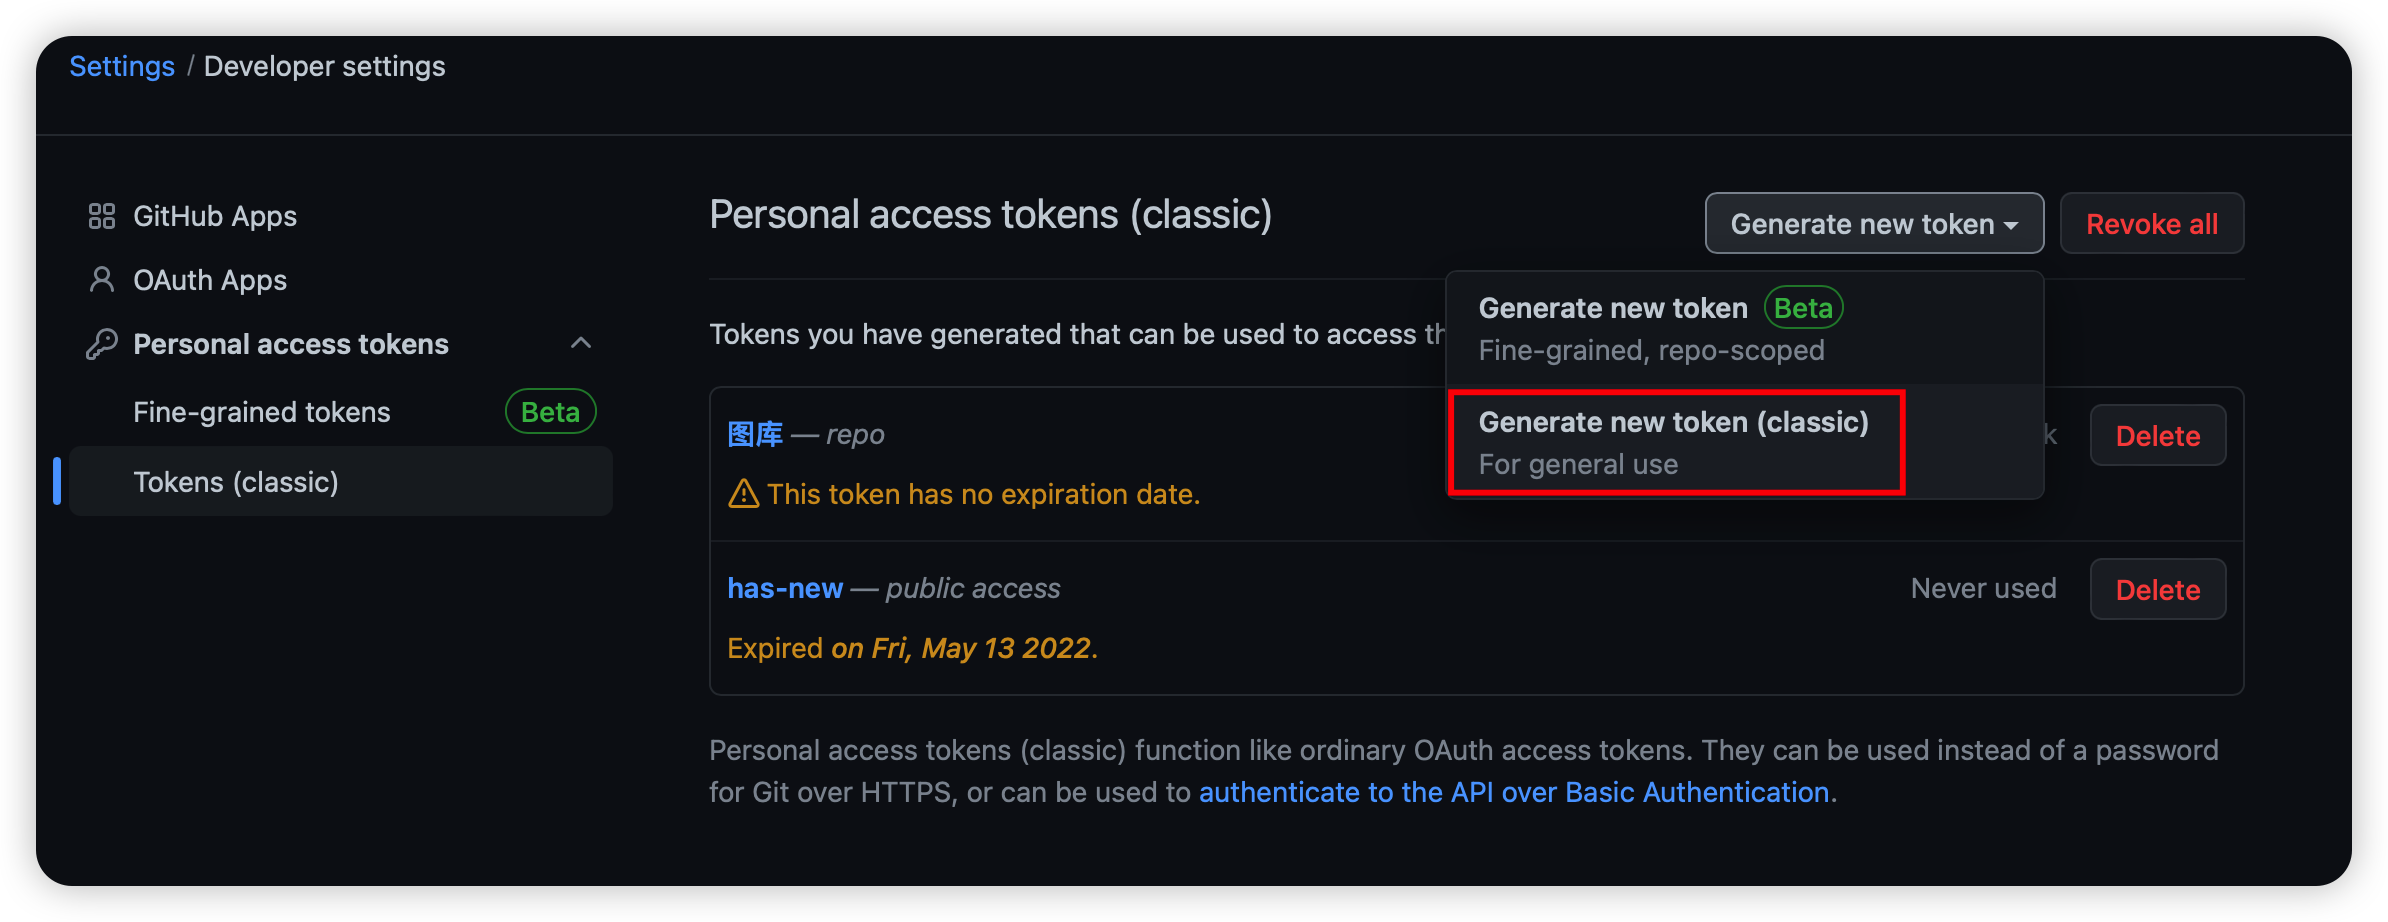 Settings / Developer settings
GitHub Apps
OAuth Apps
Personal access tokens
Fine-grained tokens Beta
Tokens (classic)
Personal access tokens (classic)
Generate new token
Revoke all
Generate new token Beta
Fine-grained, repo-scoped
Generate new token (classic)
For general use
Tokens you have generated that can be used to access
图库 — repo
Delete
This token has no expiration date.
has-new — public access
Never used
Delete
Expired on Fri, May 13 2022.
Personal access tokens (classic) function like ordinary OAuth access tokens. They can be used instead of a password
for Git over HTTPS, or can be used to authenticate to the API over Basic Authentication.